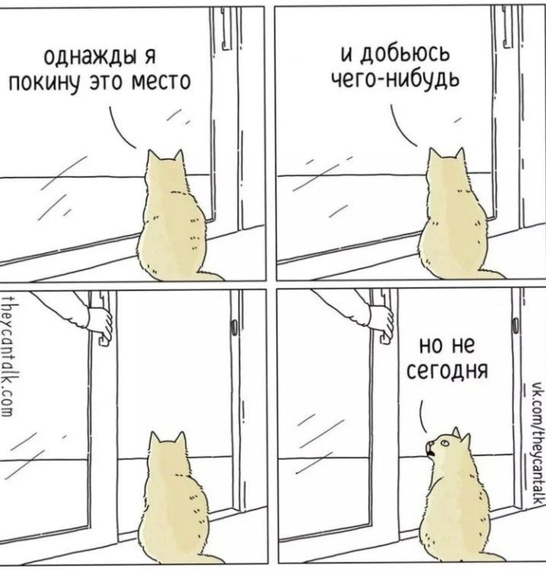 однажды я
покину это место
и добьюсь
чего-нибудь
но не
сегодня
theycantalk.com
vk.com/theycantalk